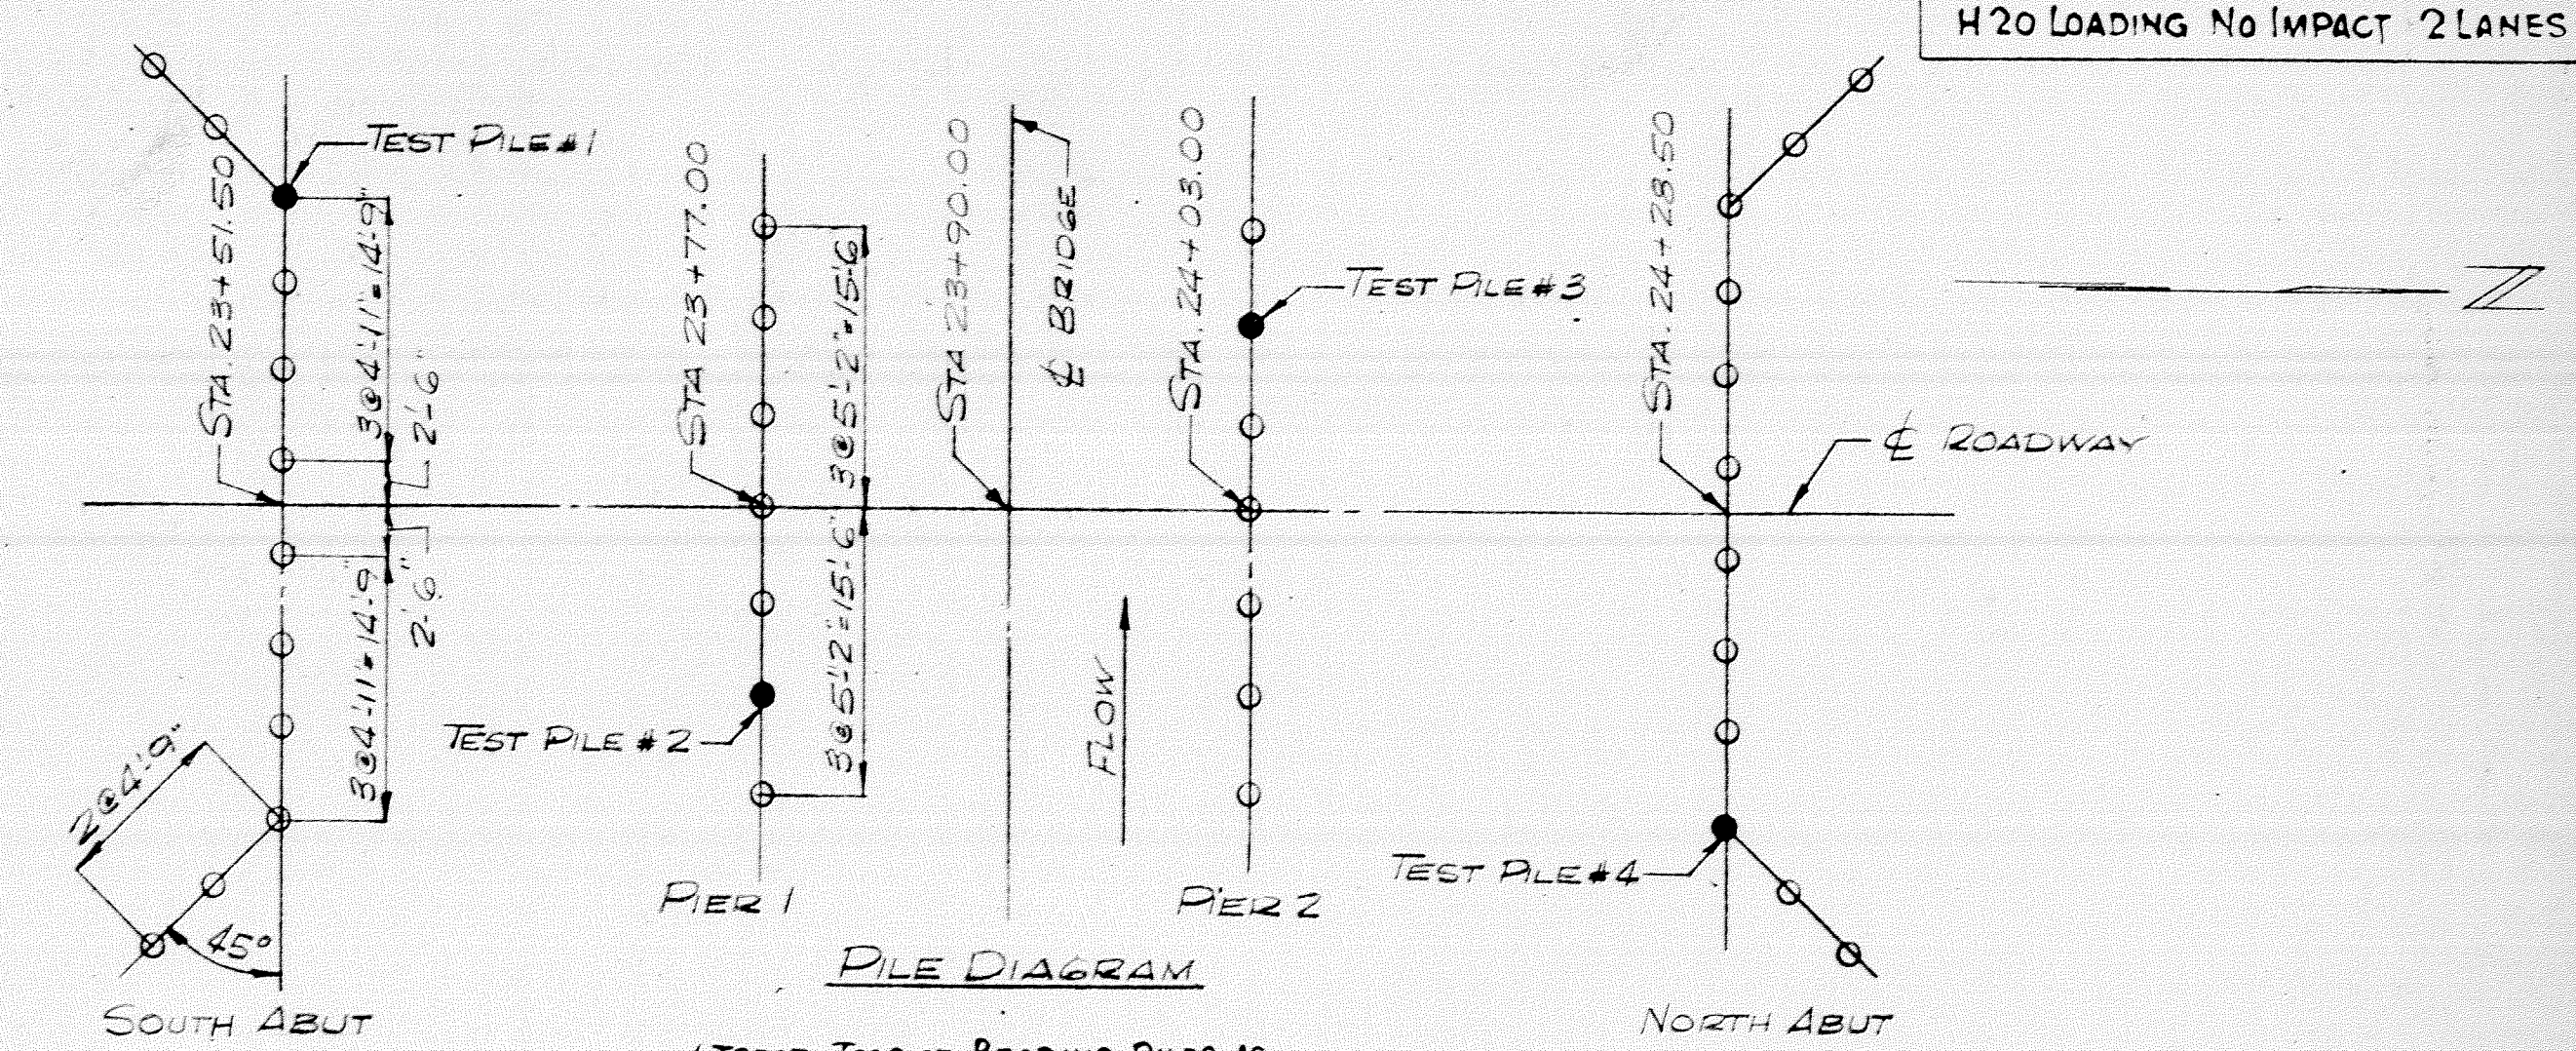 H20 LOADING NO IMPACT 2 LANES
TEST PILE #1
STA. 23+51.50
3@4'-11"=14'-9"
2'-6"
2'-6"
3@4'-11"=14'-9"
2@4'-9"
45°
SOUTH ABUT
STA 23+77.00
3@5'-2"=15'-6
3@5'-2"=15'-6"
TEST PILE #2
PIER 1
STA 23+90.00
℄ BRIDGE
FLOW
STA. 24+03.00
TEST PILE #3
PIER 2
STA. 24+28.50
℄ ROADWAY
TEST PILE #4
NORTH ABUT
N
PILE DIAGRAM